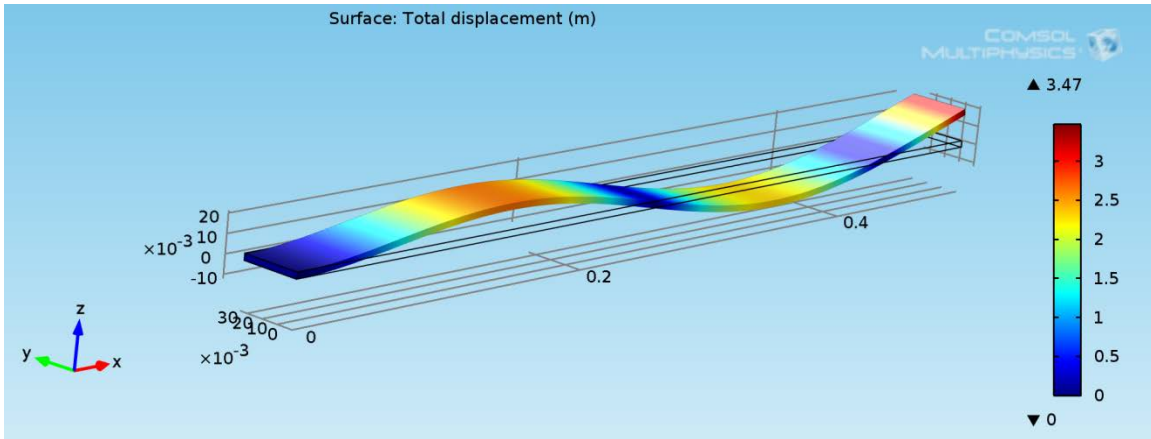 Surface: Total displacement (m)
COMSOL
MULTIPHYSICS
▲ 3.47
3
2.5
2
1.5
1
0.5
0
▼ 0
20
10
×10⁻³ 0
-10
0.4
0.2
30 20 10 0
0
×10⁻³
z
y
x